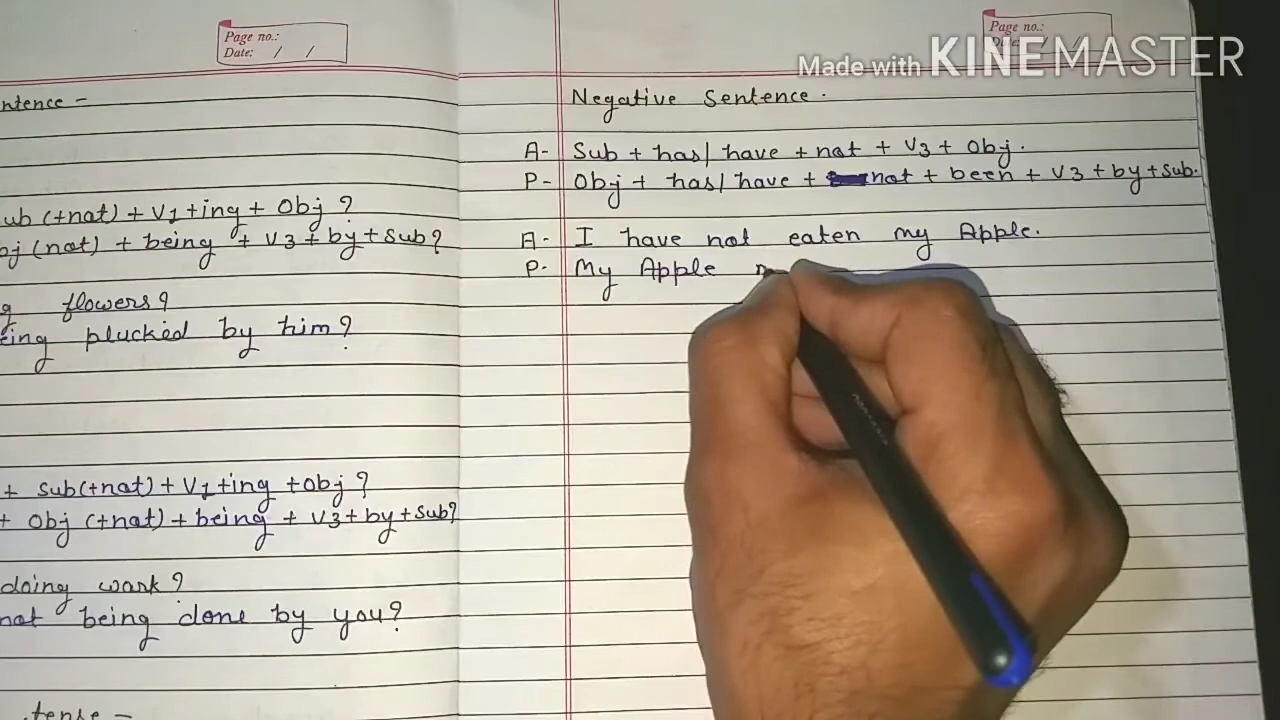 Page no.:
Date: / /
ntence -
ub (+not) + V1 + ing + Obj ?
bj (not) + being + V3 + by + Sub?
g flowers?
eing plucked by him?
+ sub(+not) + V1 + ing + obj ?
+ obj (+not) + being + V3 + by + sub?
doing work?
not being done by you?
tense -
Page no.:
Made with KINEMASTER
Negative Sentence.
A- Sub + has/have + not + V3 + Obj.
P- Obj + has/have + not + been + V3 + by + sub.
A- I have not eaten my Apple.
P- My Apple